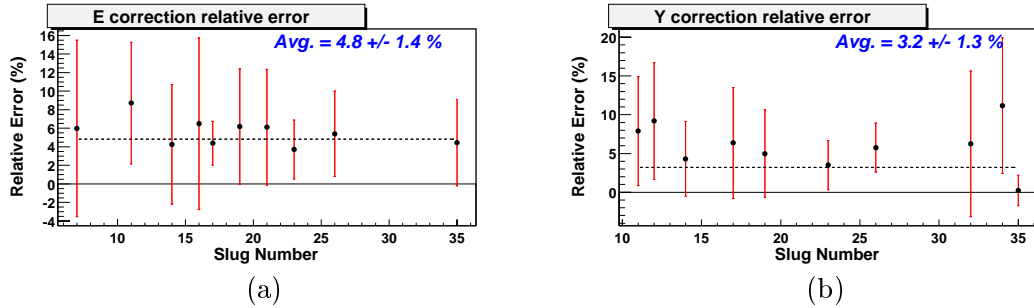 E correction relative error
Avg. = 4.8 +/- 1.4 %
Relative Error (%)
16
14
12
10
8
6
4
2
0
-2
-4
10 15 20 25 30 35
Slug Number
(a)
Y correction relative error
Avg. = 3.2 +/- 1.3 %
Relative Error (%)
20
15
10
5
0
10 15 20 25 30 35
Slug Number
(b)